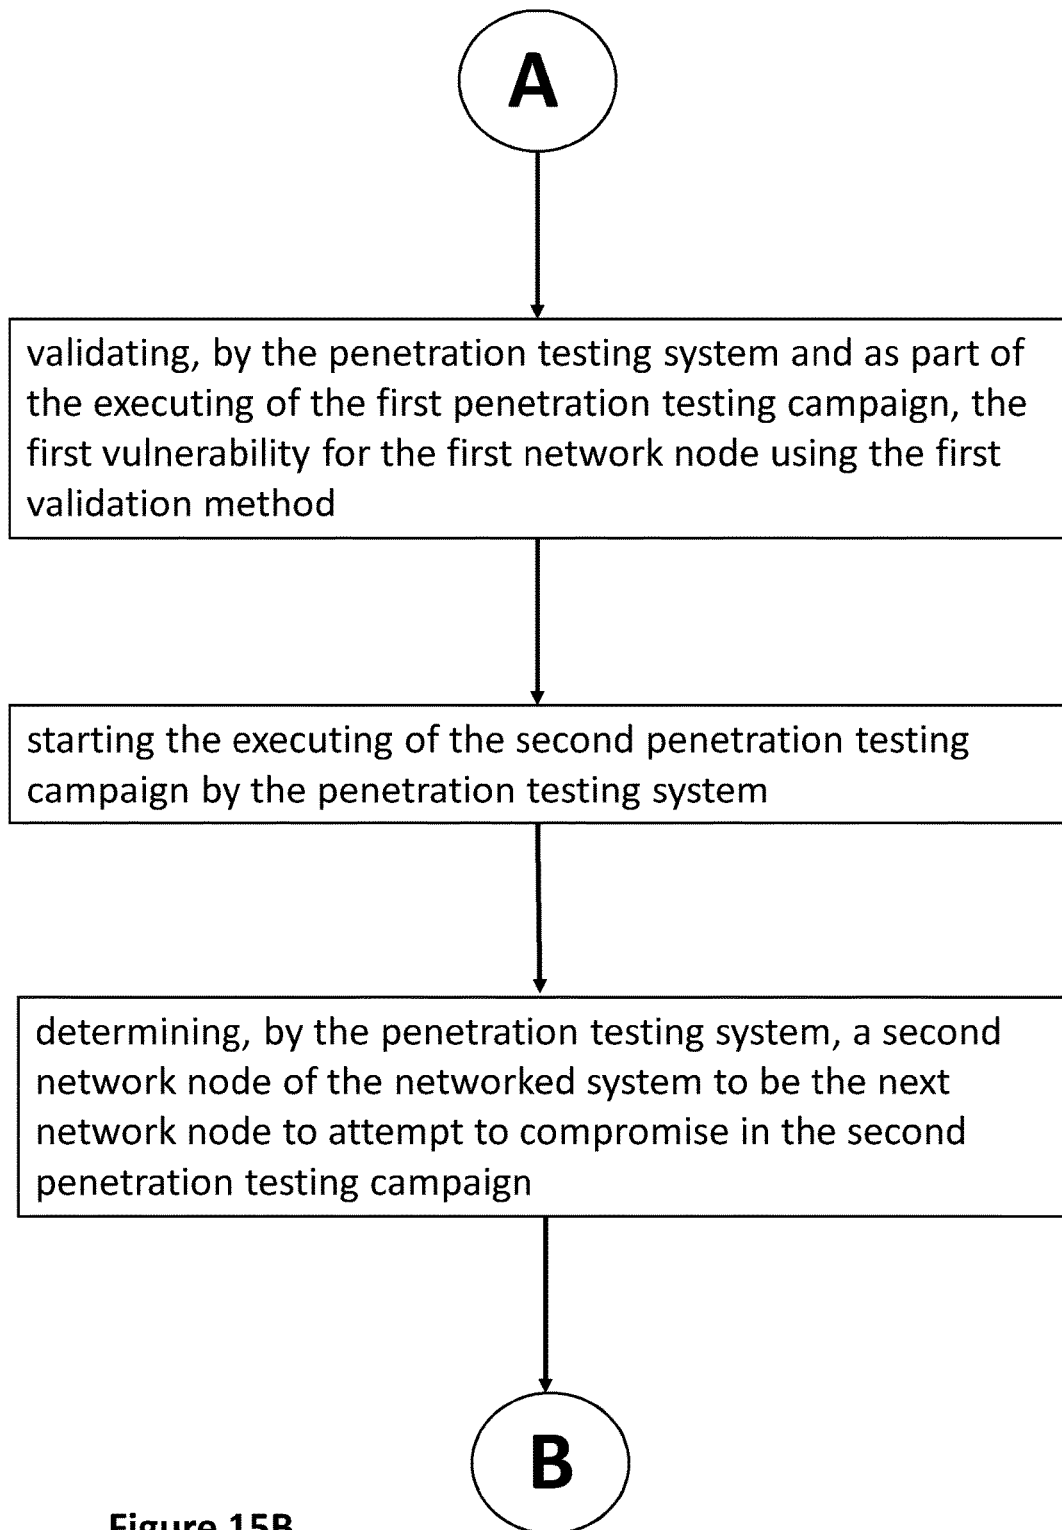 A
validating, by the penetration testing system and as part of
the executing of the first penetration testing campaign, the
first vulnerability for the first network node using the first
validation method
starting the executing of the second penetration testing
campaign by the penetration testing system
determining, by the penetration testing system, a second
network node of the networked system to be the next
network node to attempt to compromise in the second
penetration testing campaign
B
Figure 15B